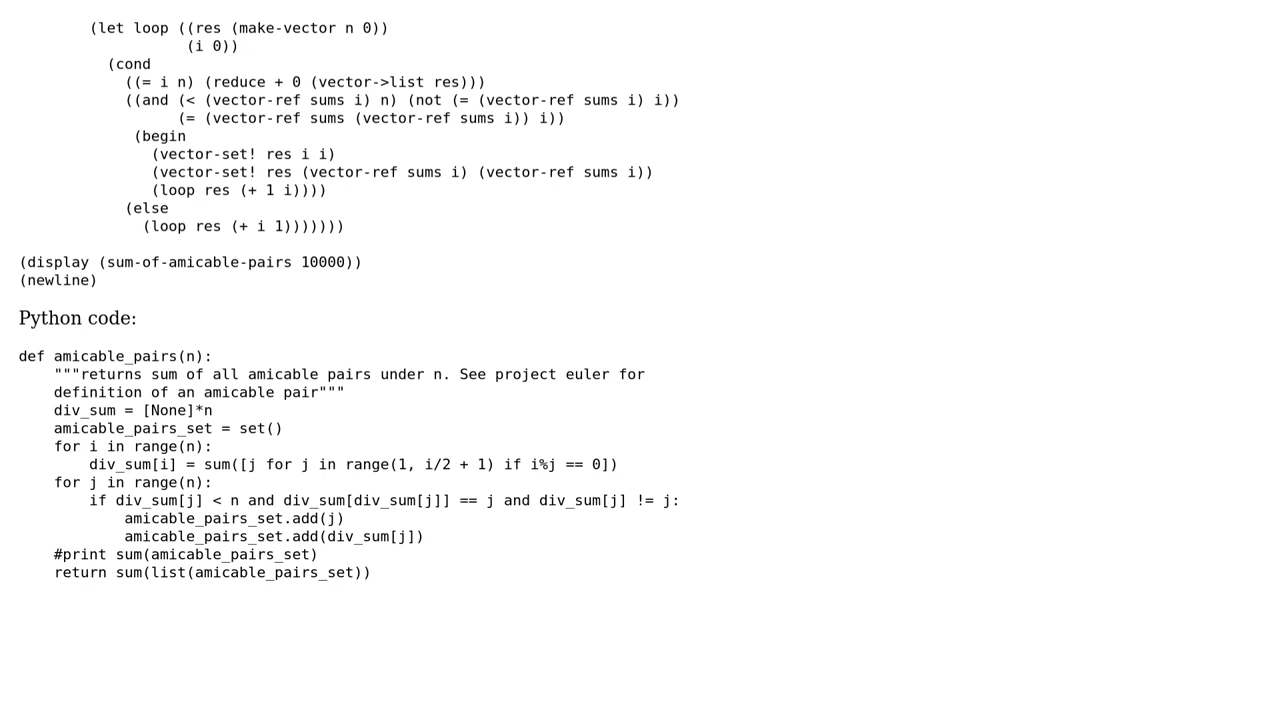 (let loop ((res (make-vector n 0))
(i 0))
(cond
((= i n) (reduce + 0 (vector->list res)))
((and (< (vector-ref sums i) n) (not (= (vector-ref sums i) i))
(= (vector-ref sums (vector-ref sums i)) i))
(begin
(vector-set! res i i)
(vector-set! res (vector-ref sums i) (vector-ref sums i))
(loop res (+ 1 i))))
(else
(loop res (+ i 1)))))))
(display (sum-of-amicable-pairs 10000))
(newline)
Python code:
def amicable_pairs(n):
"""returns sum of all amicable pairs under n. See project euler for
definition of an amicable pair"""
div_sum = [None]*n
amicable_pairs_set = set()
for i in range(n):
div_sum[i] = sum([j for j in range(1, i/2 + 1) if i%j == 0])
for j in range(n):
if div_sum[j] < n and div_sum[div_sum[j]] == j and div_sum[j] != j:
amicable_pairs_set.add(j)
amicable_pairs_set.add(div_sum[j])
#print sum(amicable_pairs_set)
return sum(list(amicable_pairs_set))